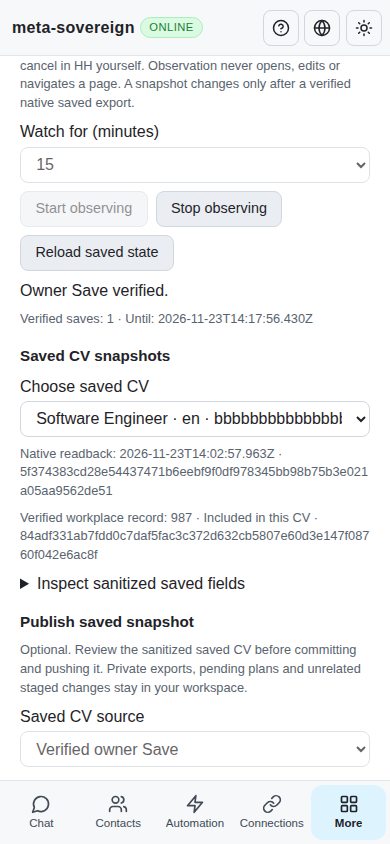 meta-sovereign ONLINE
cancel in HH yourself. Observation never opens, edits or
navigates a page. A snapshot changes only after a verified
native saved export.
Watch for (minutes)
15
Start observing Stop observing
Reload saved state
Owner Save verified.
Verified saves: 1 · Until: 2026-11-23T14:17:56.430Z
Saved CV snapshots
Choose saved CV
Software Engineer · en ·
Native readback: 2026-11-23T14:02:57.963Z ·
5f374383cd28e54437471b6eebf9f0df978345bb98b75b3e021
a05aa9562de51
Verified workplace record: 987 · Included in this CV ·
84adf331ab7fdd0c7daf5fac3c372d632cb5807e60d3e147f087
60f042e6ac8f
Inspect sanitized saved fields
Publish saved snapshot
Optional. Review the sanitized saved CV before committing
and pushing it. Private exports, pending plans and unrelated
staged changes stay in your workspace.
Saved CV source
Verified owner Save
Chat Contacts Automation Connections More